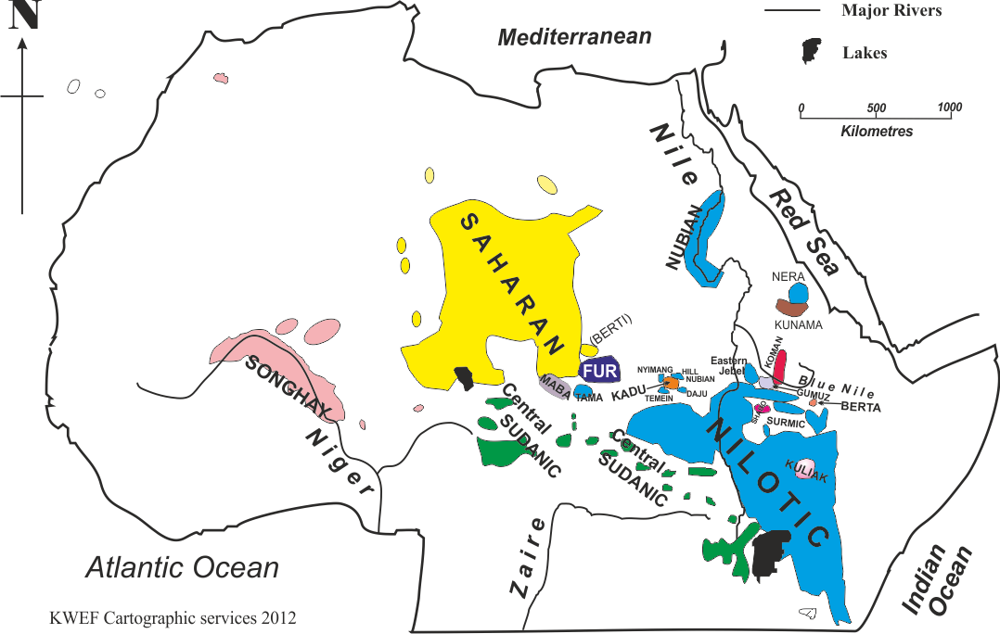 N
Major Rivers
Mediterranean
Lakes
0 500 1000
Kilometres
Nile
Red Sea
NUBIAN
SAHARAN
NERA
KUNAMA
(BERTI)
KOMAN
Eastern
Jebel
Blue Nile
GUMUZ
BERTA
SONGHAY
FUR
MABA
TAMA
NYIMANG
HILL
NUBIAN
KADU
TEMEIN
DAJU
SHABO
SURMIC
Central
SUDANIC
Central
SUDANIC
NILOTIC
KULIAK
Niger
Zaire
Atlantic Ocean
Indian
Ocean
KWEF Cartographic services 2012